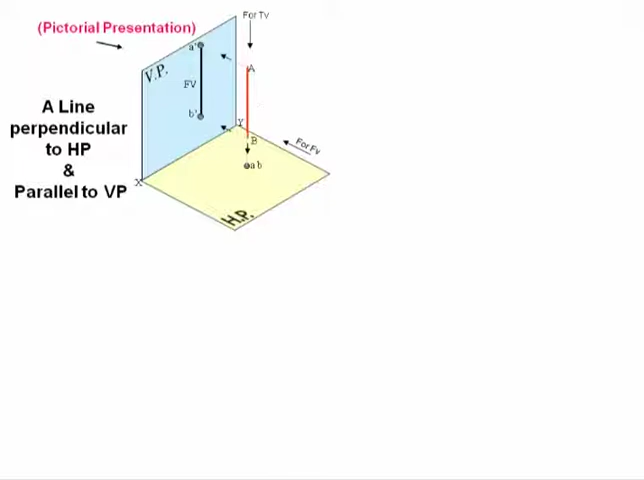 (Pictorial Presentation)
For Tv
a'
V.P.
A
FV
A Line
perpendicular
to HP
&
Parallel to VP
b'
Y
B
For Fv
a b
X
H.P.